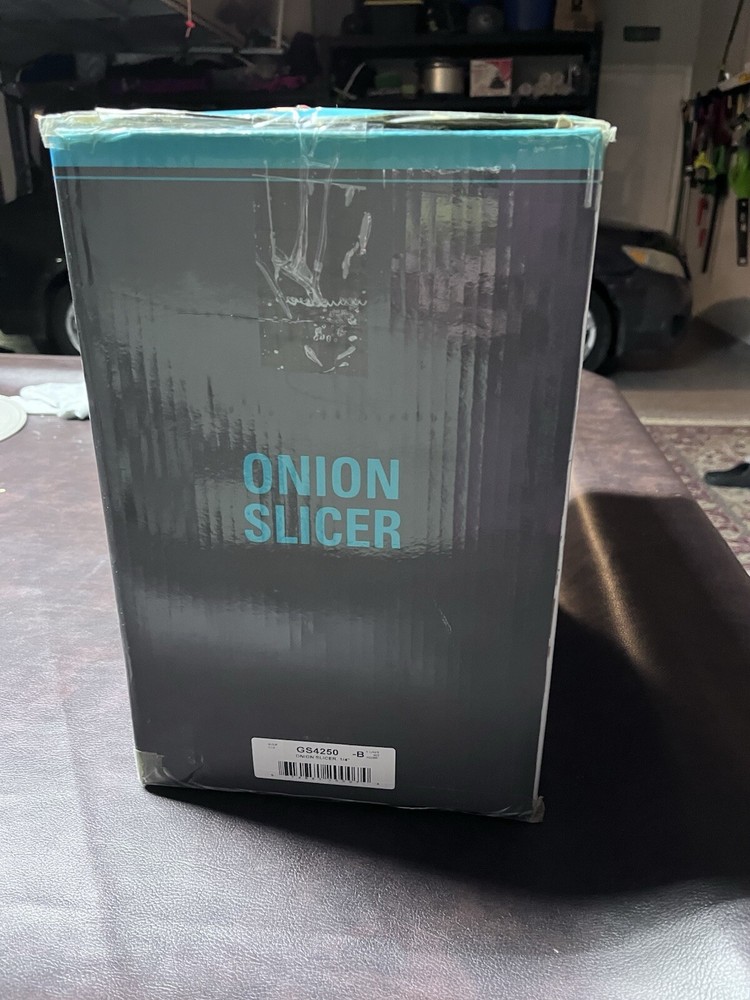 ONION
SLICER
GS4250 -B
ONION SLICER, 1/4"